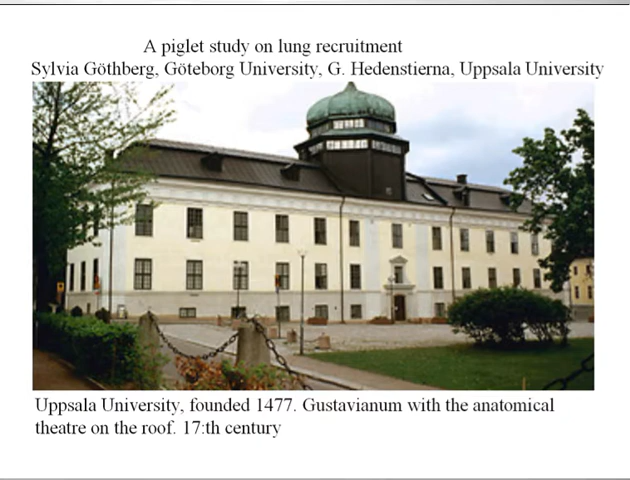 A piglet study on lung recruitment
Sylvia Göthberg, Göteborg University, G. Hedenstierna, Uppsala University
Uppsala University, founded 1477. Gustavianum with the anatomical
theatre on the roof. 17:th century